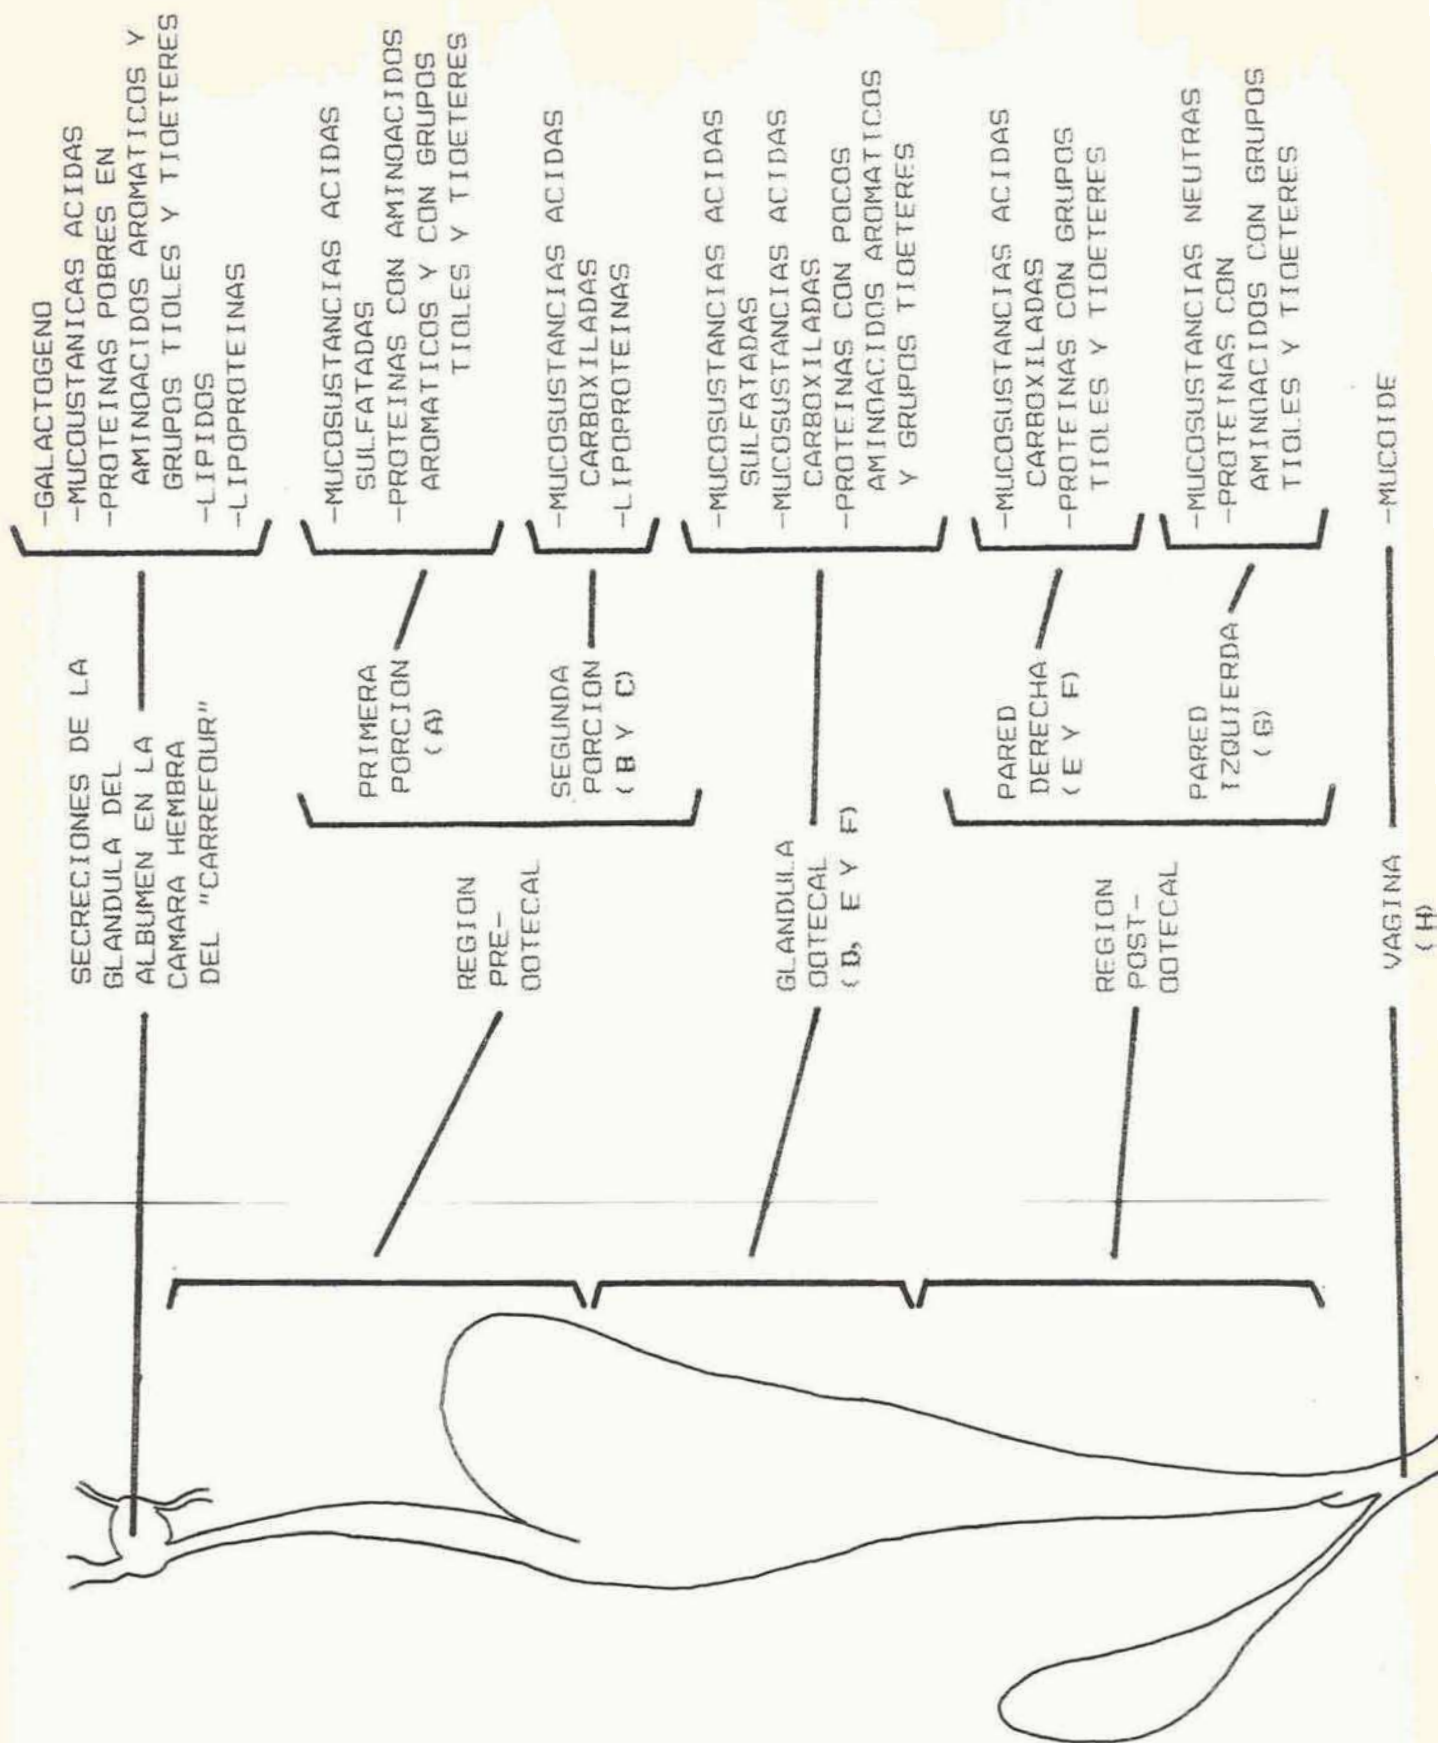 SECRECIONES DE LA
GLANDULA DEL
ALBUMEN EN LA
CAMARA HEMBRA
DEL "CARREFOUR"
-GALACTOGENO
-MUCOUSTANICAS ACIDAS
-PROTEINAS POBRES EN
AMINOACIDOS AROMATICOS Y
GRUPOS TIOLES Y TIOETERES
-LIPIDOS
-LIPOPROTEINAS
REGION
PRE-
OOTECAL
PRIMERA
PORCION
(A)
-MUCOSUSTANCIAS ACIDAS
SULFATADAS
-PROTEINAS CON AMINOACIDOS
AROMATICOS Y CON GRUPOS
TIOLES Y TIOETERES
SEGUNDA
PORCION
(B Y C)
-MUCOSUSTANCIAS ACIDAS
CARBOXILADAS
-LIPOPROTEINAS
GLANDULA
OOTECAL
(D, E Y F)
-MUCOSUSTANCIAS ACIDAS
SULFATADAS
-MUCOSUSTANCIAS ACIDAS
CARBOXILADAS
-PROTEINAS CON POCOS
AMINOACIDOS AROMATICOS
Y GRUPOS TIOETERES
REGION
POST-
OOTECAL
PARED
DERECHA
(E Y F)
-MUCOSUSTANCIAS ACIDAS
CARBOXILADAS
-PROTEINAS CON GRUPOS
TIOLES Y TIOETERES
PARED
IZQUIERDA
(G)
-MUCOSUSTANCIAS NEUTRAS
-PROTEINAS CON
AMINOACIDOS CON GRUPOS
TIOLES Y TIOETERES
VAGINA
(H)
-MUCOIDE